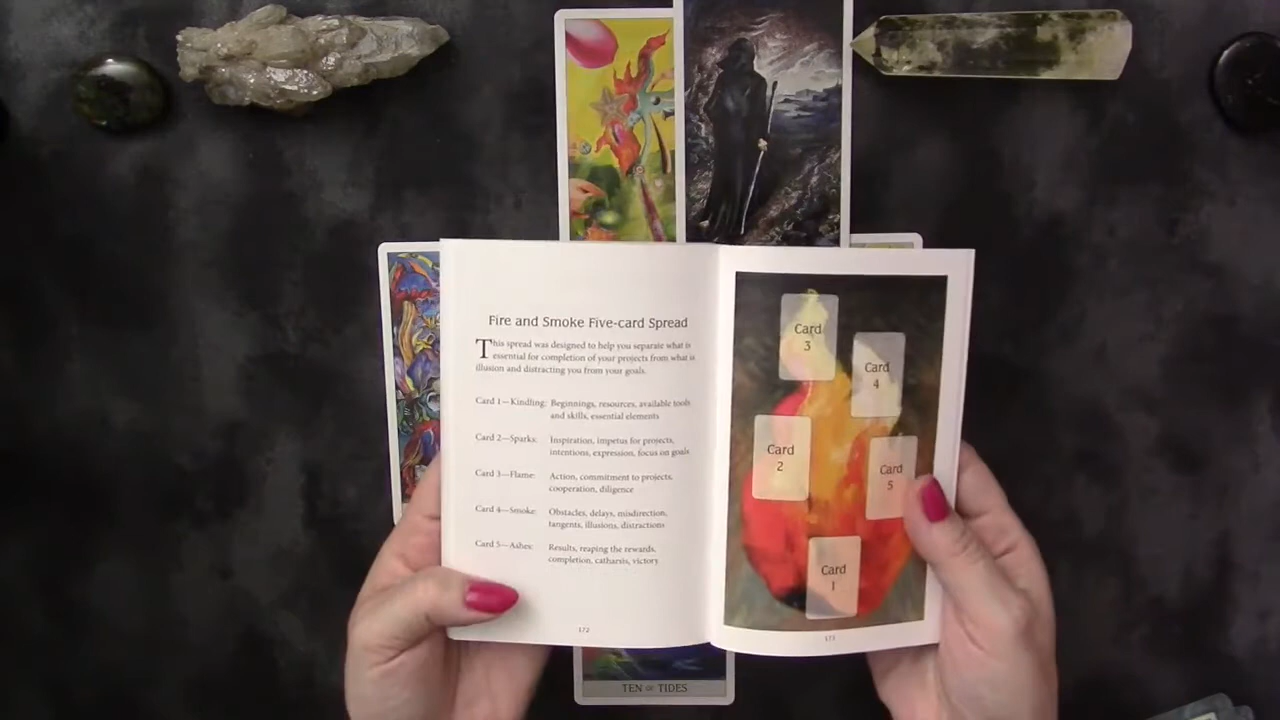 Fire and Smoke Five-card Spread
This spread was designed to help you separate what is
essential for completion of your projects from what is
illusion and distracting you from your goals.
Card 1—Kindling: Beginnings, resources, available tools
and skills, essential elements
Card 2—Sparks: Inspiration, impetus for projects,
intentions, expression, focus on goals
Card 3—Flame: Action, commitment to projects,
cooperation, diligence
Card 4—Smoke: Obstacles, delays, misdirection,
tangents, illusions, distractions
Card 5—Ashes: Results, reaping the rewards,
completion, catharsis, victory
172
Card
3
Card
4
Card
2
Card
5
Card
1
173
TEN OF TIDES